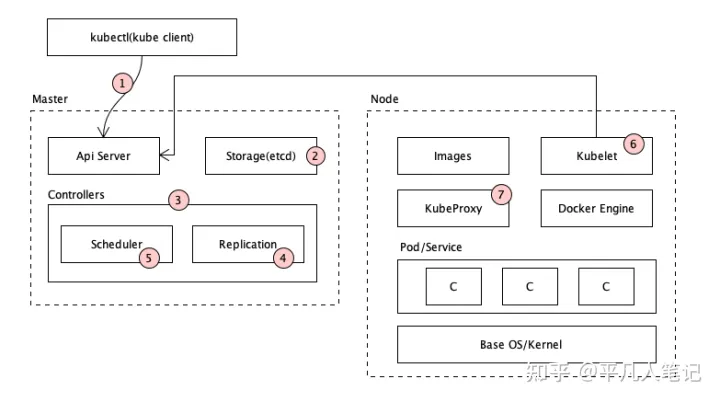 kubectl(kube client)
1
Master
Api Server
Storage(etcd)
2
Controllers
3
Scheduler
5
Replication
4
Node
Images
Kubelet
6
KubeProxy
7
Docker Engine
Pod/Service
C
C
C
Base OS/Kernel
知乎 @平凡人笔记